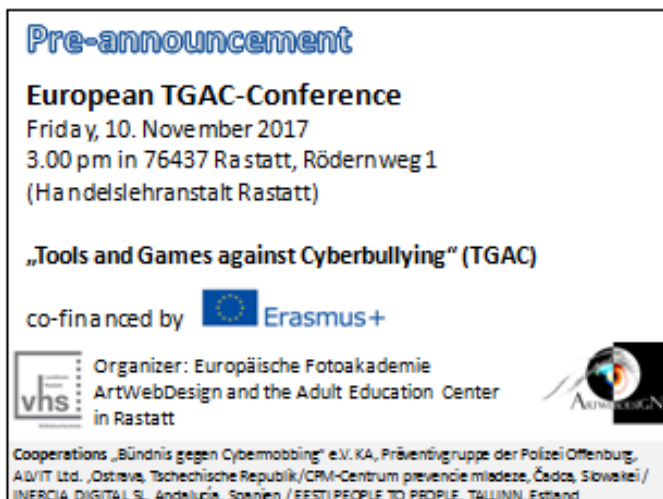 Pre-announcement
European TGAC-Conference
Friday, 10. November 2017
3.00 pm in 76437 Rastatt, Rödernweg 1
(Handelslehranstalt Rastatt)
„Tools and Games against Cyberbullying“ (TGAC)
co-financed by Erasmus+
vhs
Organizer: Europäische Fotoakademie
ArtWebDesign and the Adult Education Center
in Rastatt
ARTWEBDESIGN
Cooperations „Bündnis gegen Cybermobbing“ e.V. KA, Präventivgruppe der Polizei Offenburg,
ALVIT Ltd. ,Ostrava, Tschechische Republik/CPM-Centrum prevencie mladeze, Čadca, Slowakei /
INERCIA DIGITAL SL, Andalucia, Spanien / EESTI PEOPLE TO PEOPLE, TALLINN, Estland